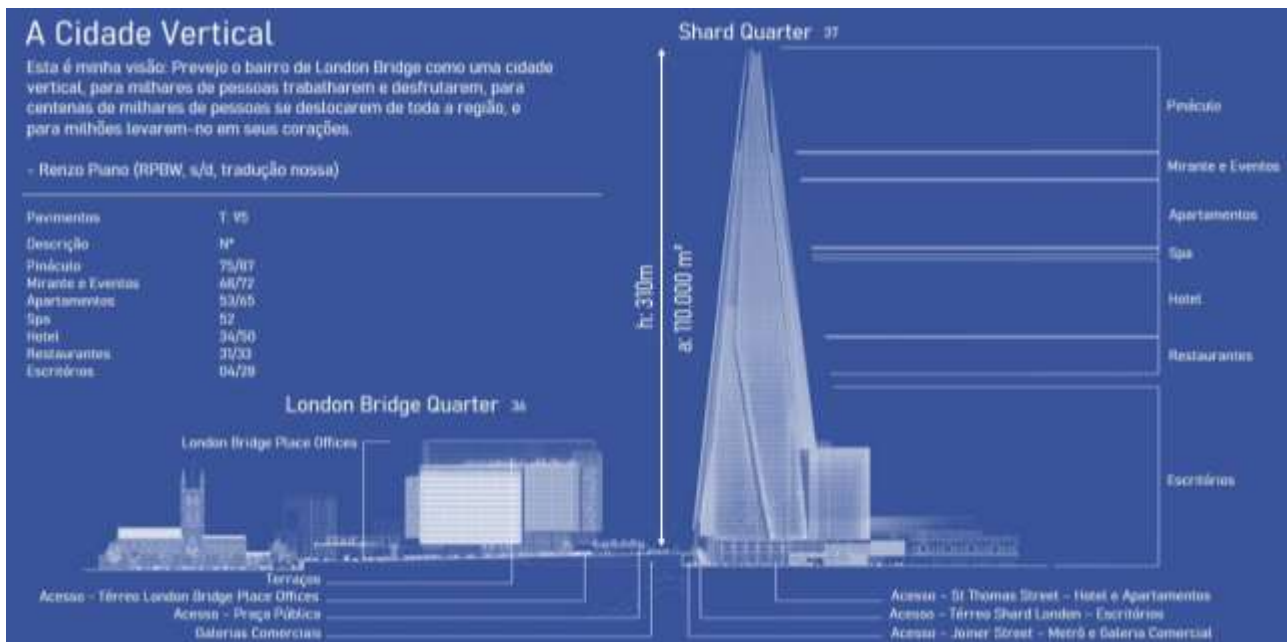 A Cidade Vertical
Esta é minha visão: Prevejo o bairro de London Bridge como uma cidade
vertical, para milhares de pessoas trabalharem e desfrutarem, para
centenas de milhares de pessoas se deslocarem de toda a região, e
para milhões levarem-no em seus corações.
- Renzo Piano (RPBW, s/d, tradução nossa)
Pavimentos T: 95
Descrição Nº
Pináculo 75/87
Mirante e Eventos 68/72
Apartamentos 53/65
Spa 52
Hotel 34/50
Restaurantes 31/33
Escritórios 04/28
London Bridge Quarter 36
London Bridge Place Offices
Terraços
Acesso - Térreo London Bridge Place Offices
Acesso - Praça Pública
Galerias Comerciais
Shard Quarter 37
h: 310m
a: 110.000 m²
Pináculo
Mirante e Eventos
Apartamentos
Spa
Hotel
Restaurantes
Escritórios
Acesso - St Thomas Street - Hotel e Apartamentos
Acesso - Térreo Shard London - Escritórios
Acesso - Joiner Street - Metrô e Galeria Comercial